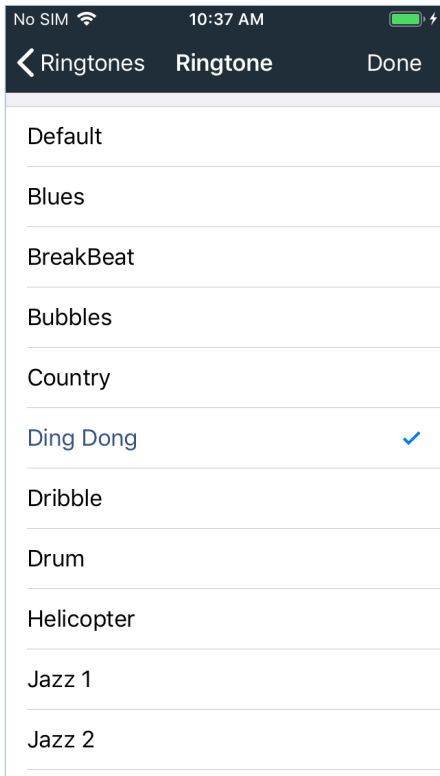 No SIM 10:37 AM
Ringtones Ringtone Done
Default
Blues
BreakBeat
Bubbles
Country
Ding Dong
Dribble
Drum
Helicopter
Jazz 1
Jazz 2